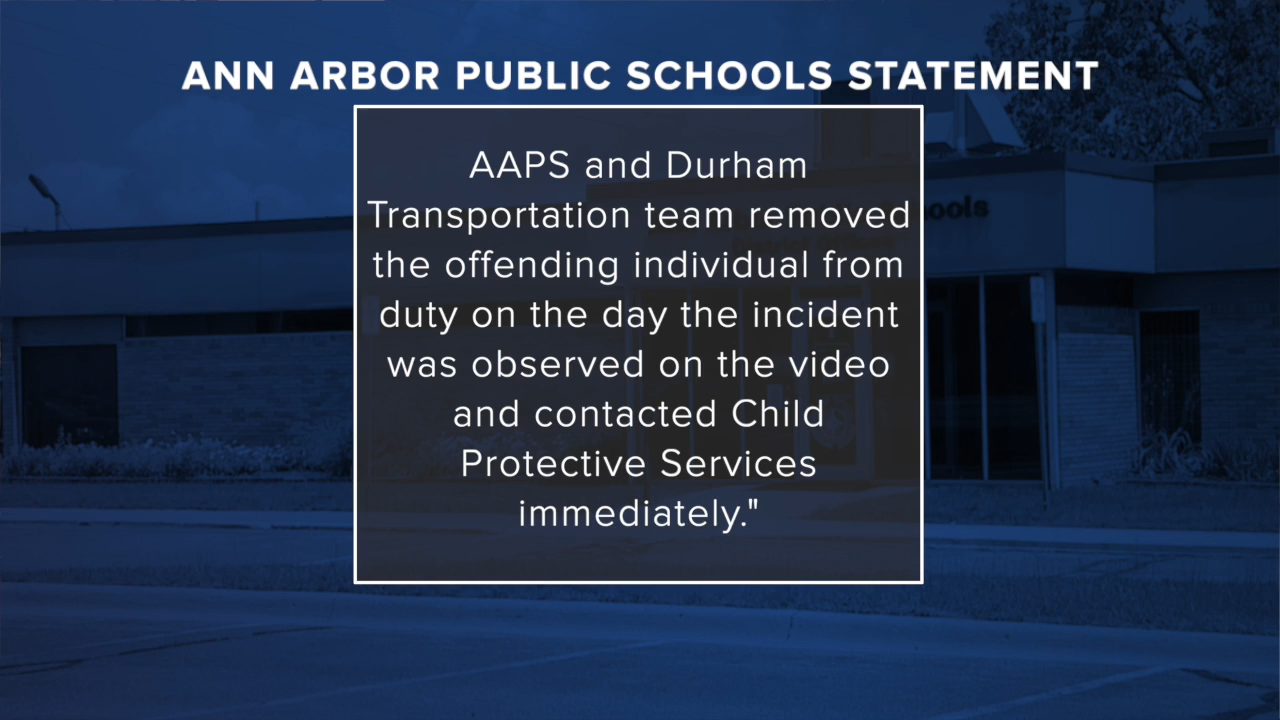 ANN ARBOR PUBLIC SCHOOLS STATEMENT
AAPS and Durham
Transportation team removed
the offending individual from
duty on the day the incident
was observed on the video
and contacted Child
Protective Services
immediately."